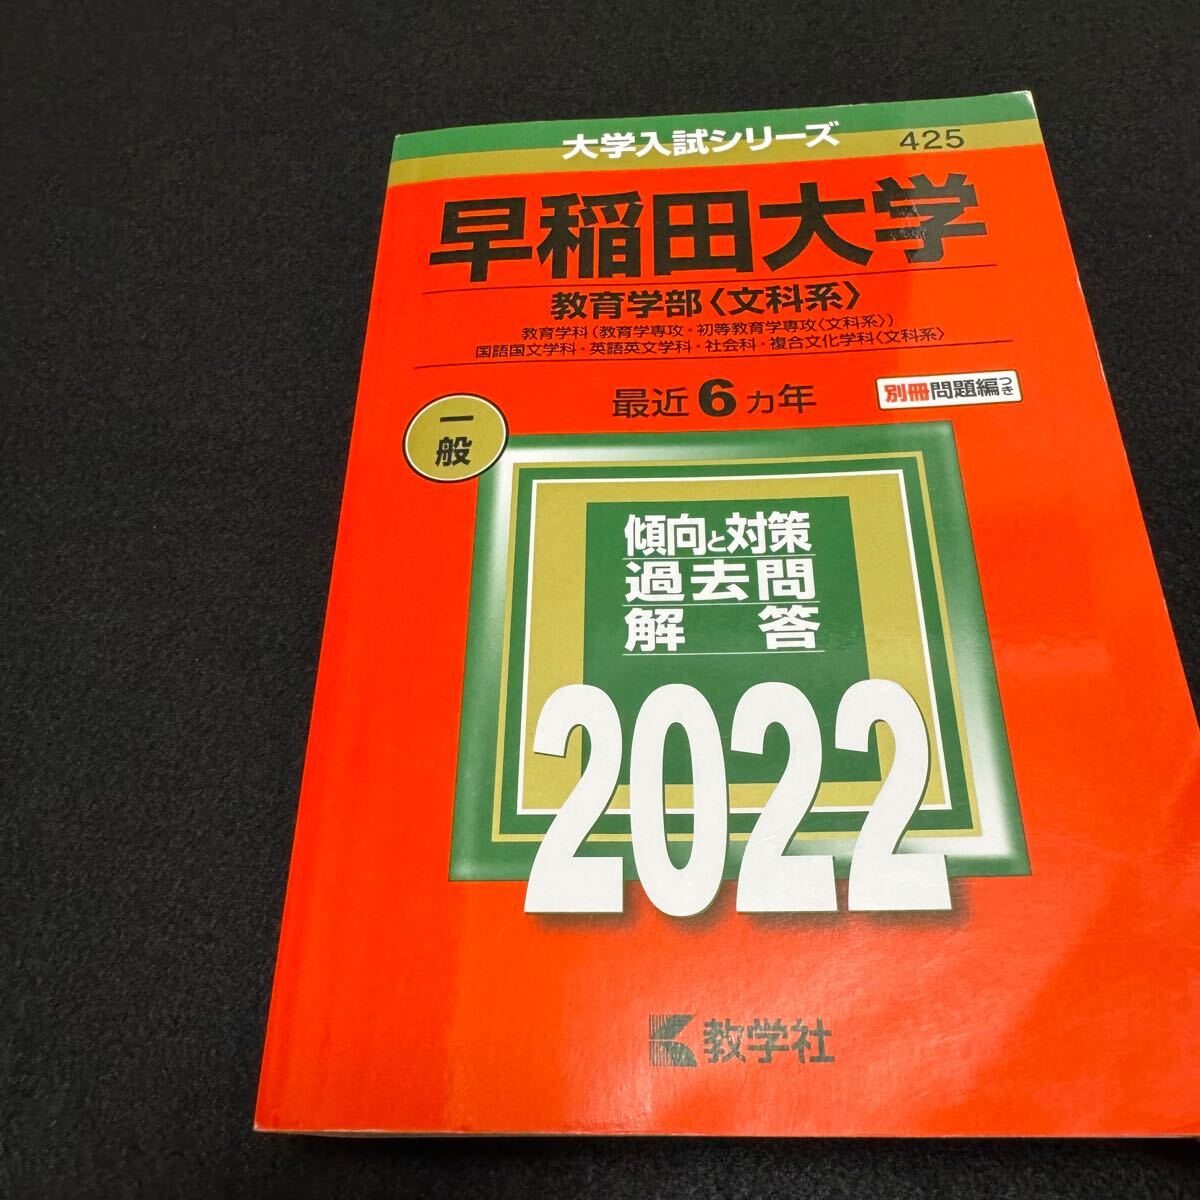 大学入試シリーズ 425
早稲田大学
教育学部〈文科系〉
教育学科(教育学専攻・初等教育学専攻〈文科系〉)
国語国文学科・英語英文学科・社会科・複合文化学科〈文科系〉
最近6カ年
別冊問題編つき
一般
傾向と対策
過去問
解答
2022
教学社